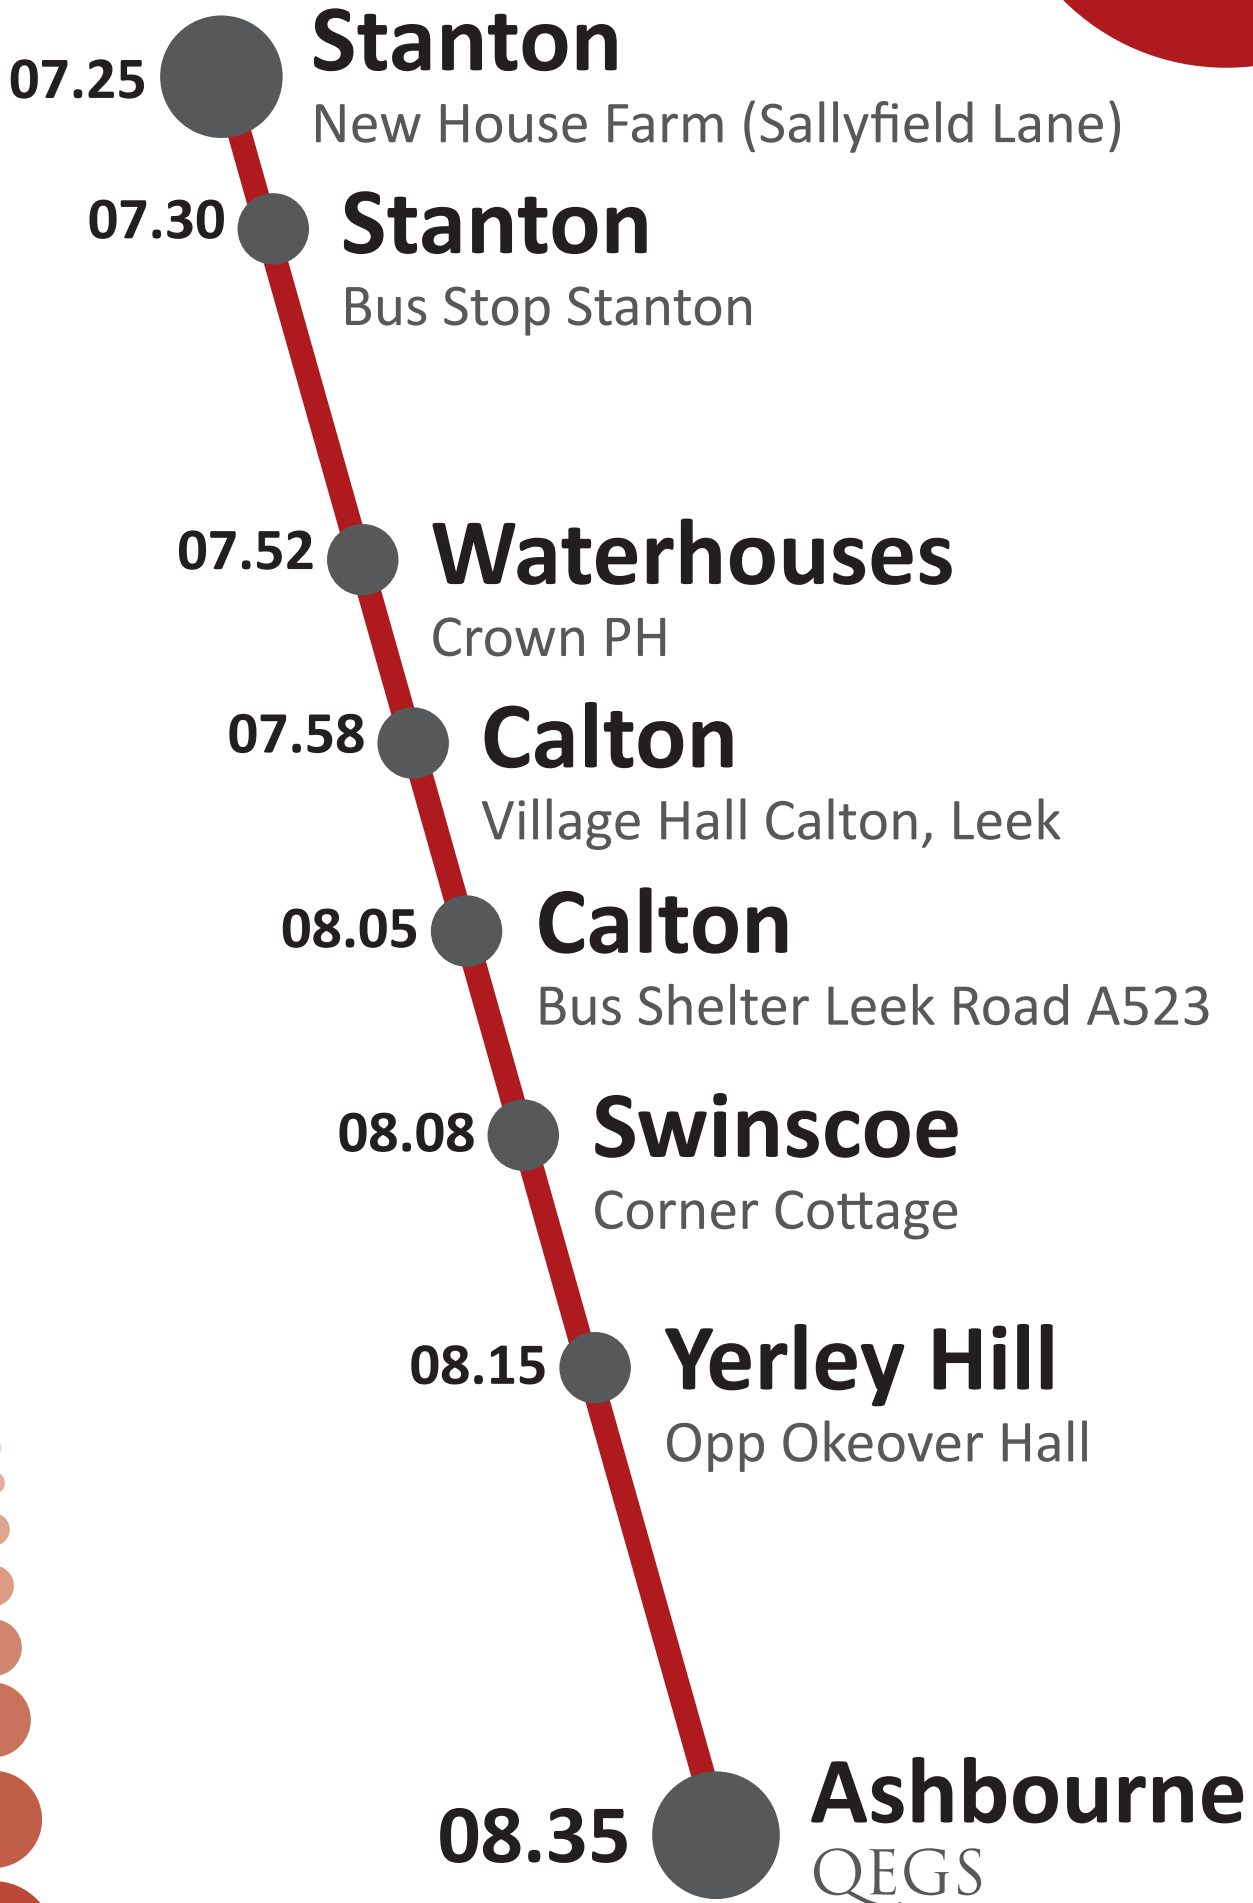 07.25 Stanton
New House Farm (Sallyfield Lane)
07.30 Stanton
Bus Stop Stanton
07.52 Waterhouses
Crown PH
07.58 Calton
Village Hall Calton, Leek
08.05 Calton
Bus Shelter Leek Road A523
08.08 Swinscoe
Corner Cottage
08.15 Yerley Hill
Opp Okeover Hall
08.35 Ashbourne
QEGS